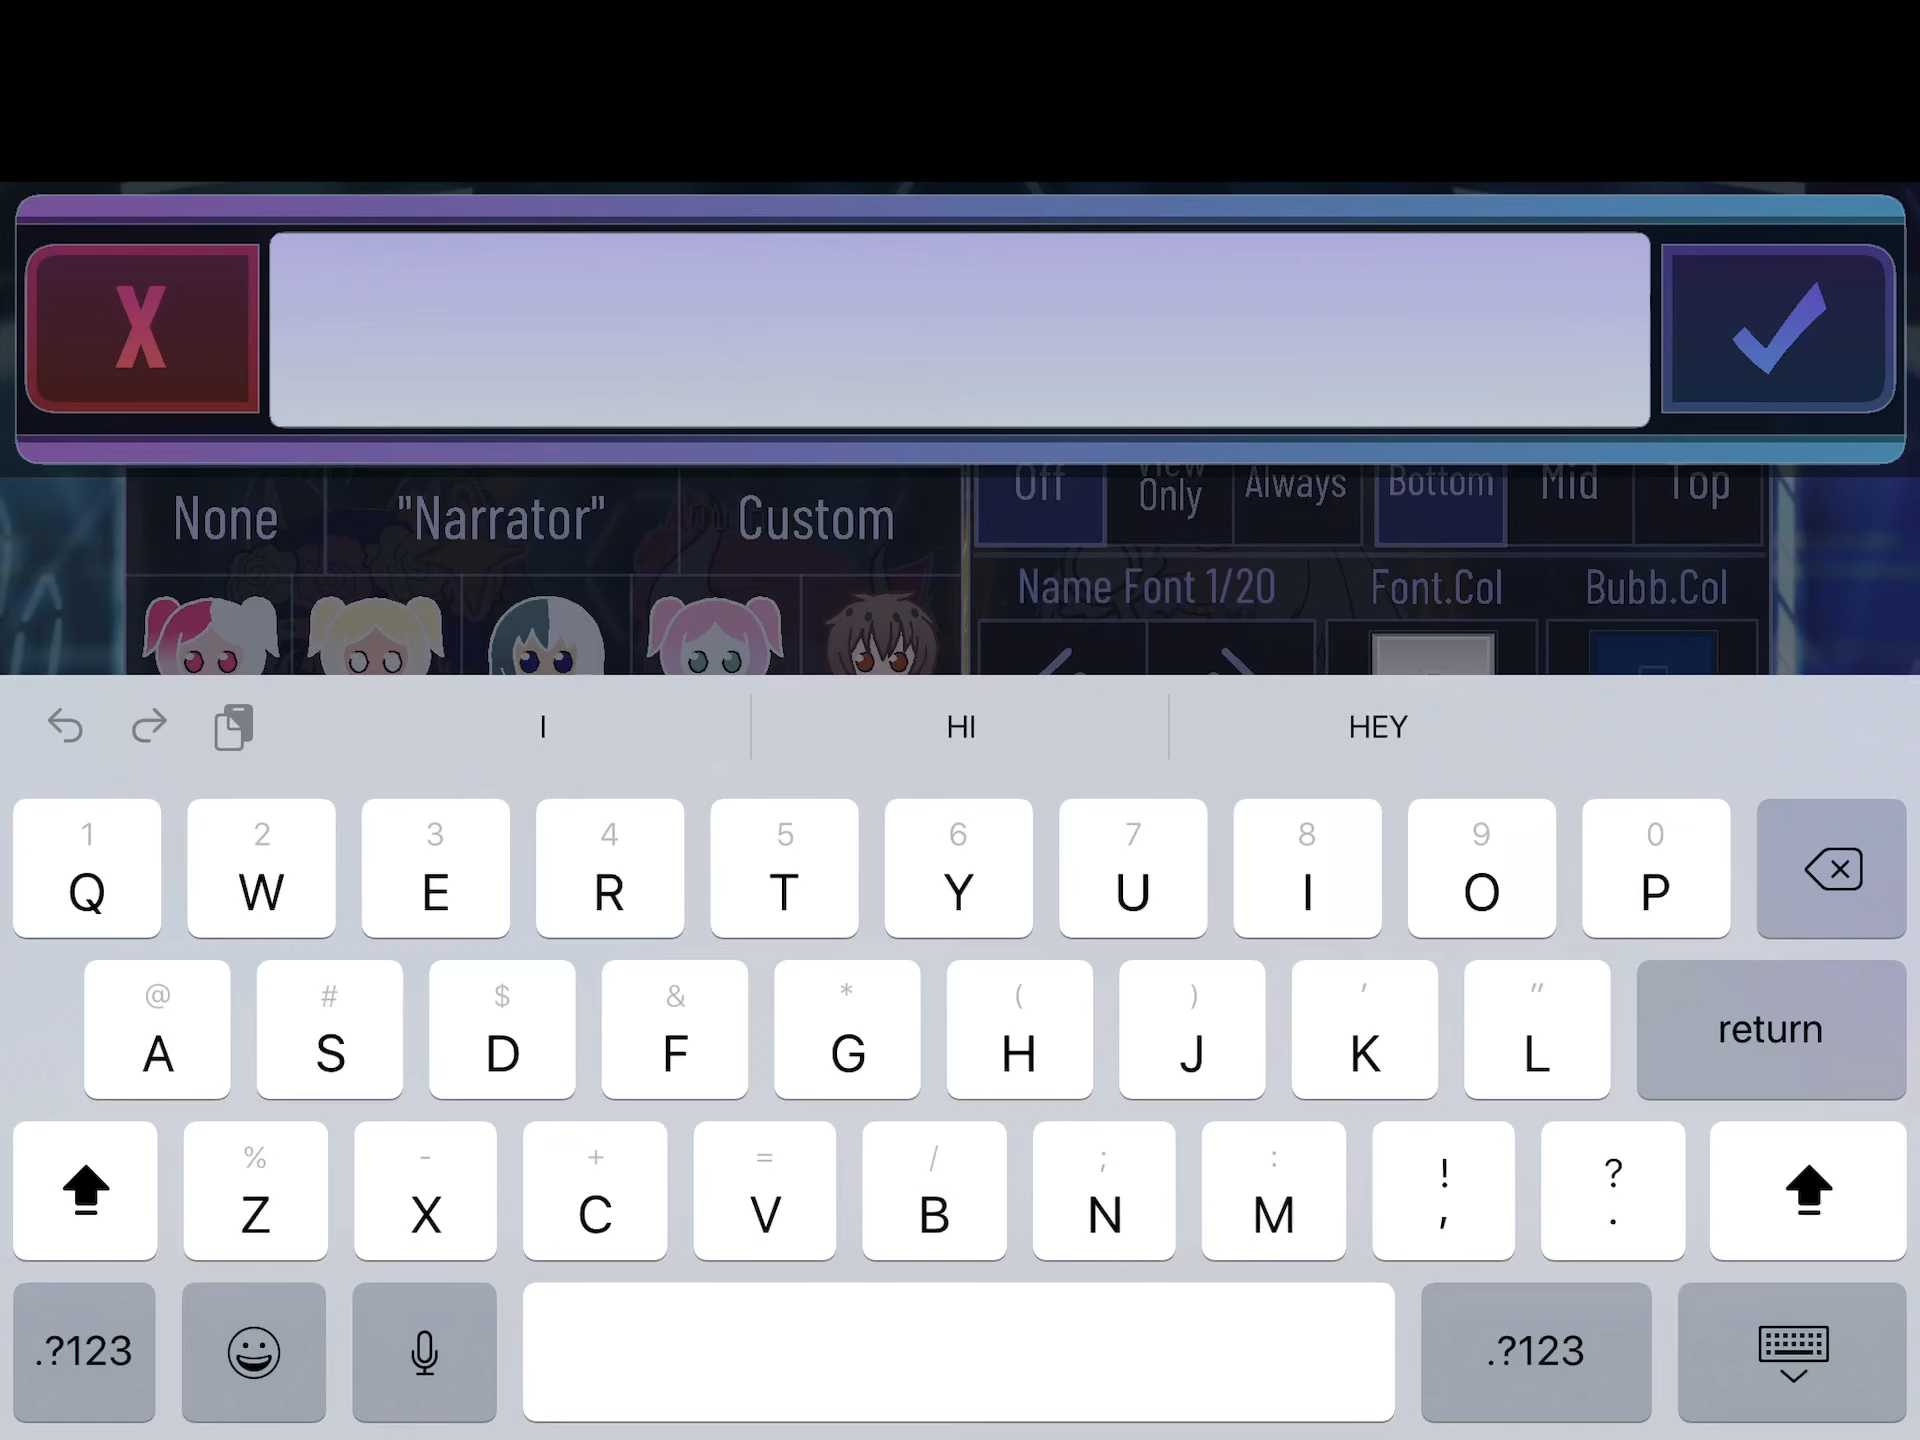 X
None "Narrator" Custom
Off View Only Always Bottom Mid Top
Name Font 1/20 Font.Col Bubb.Col
I HI HEY
1 2 3 4 5 6 7 8 9 0
Q W E R T Y U I O P
@ # $ & * ( ) ' "
A S D F G H J K L return
% - + = / ; : ! ?
Z X C V B N M , .
.?123 .?123